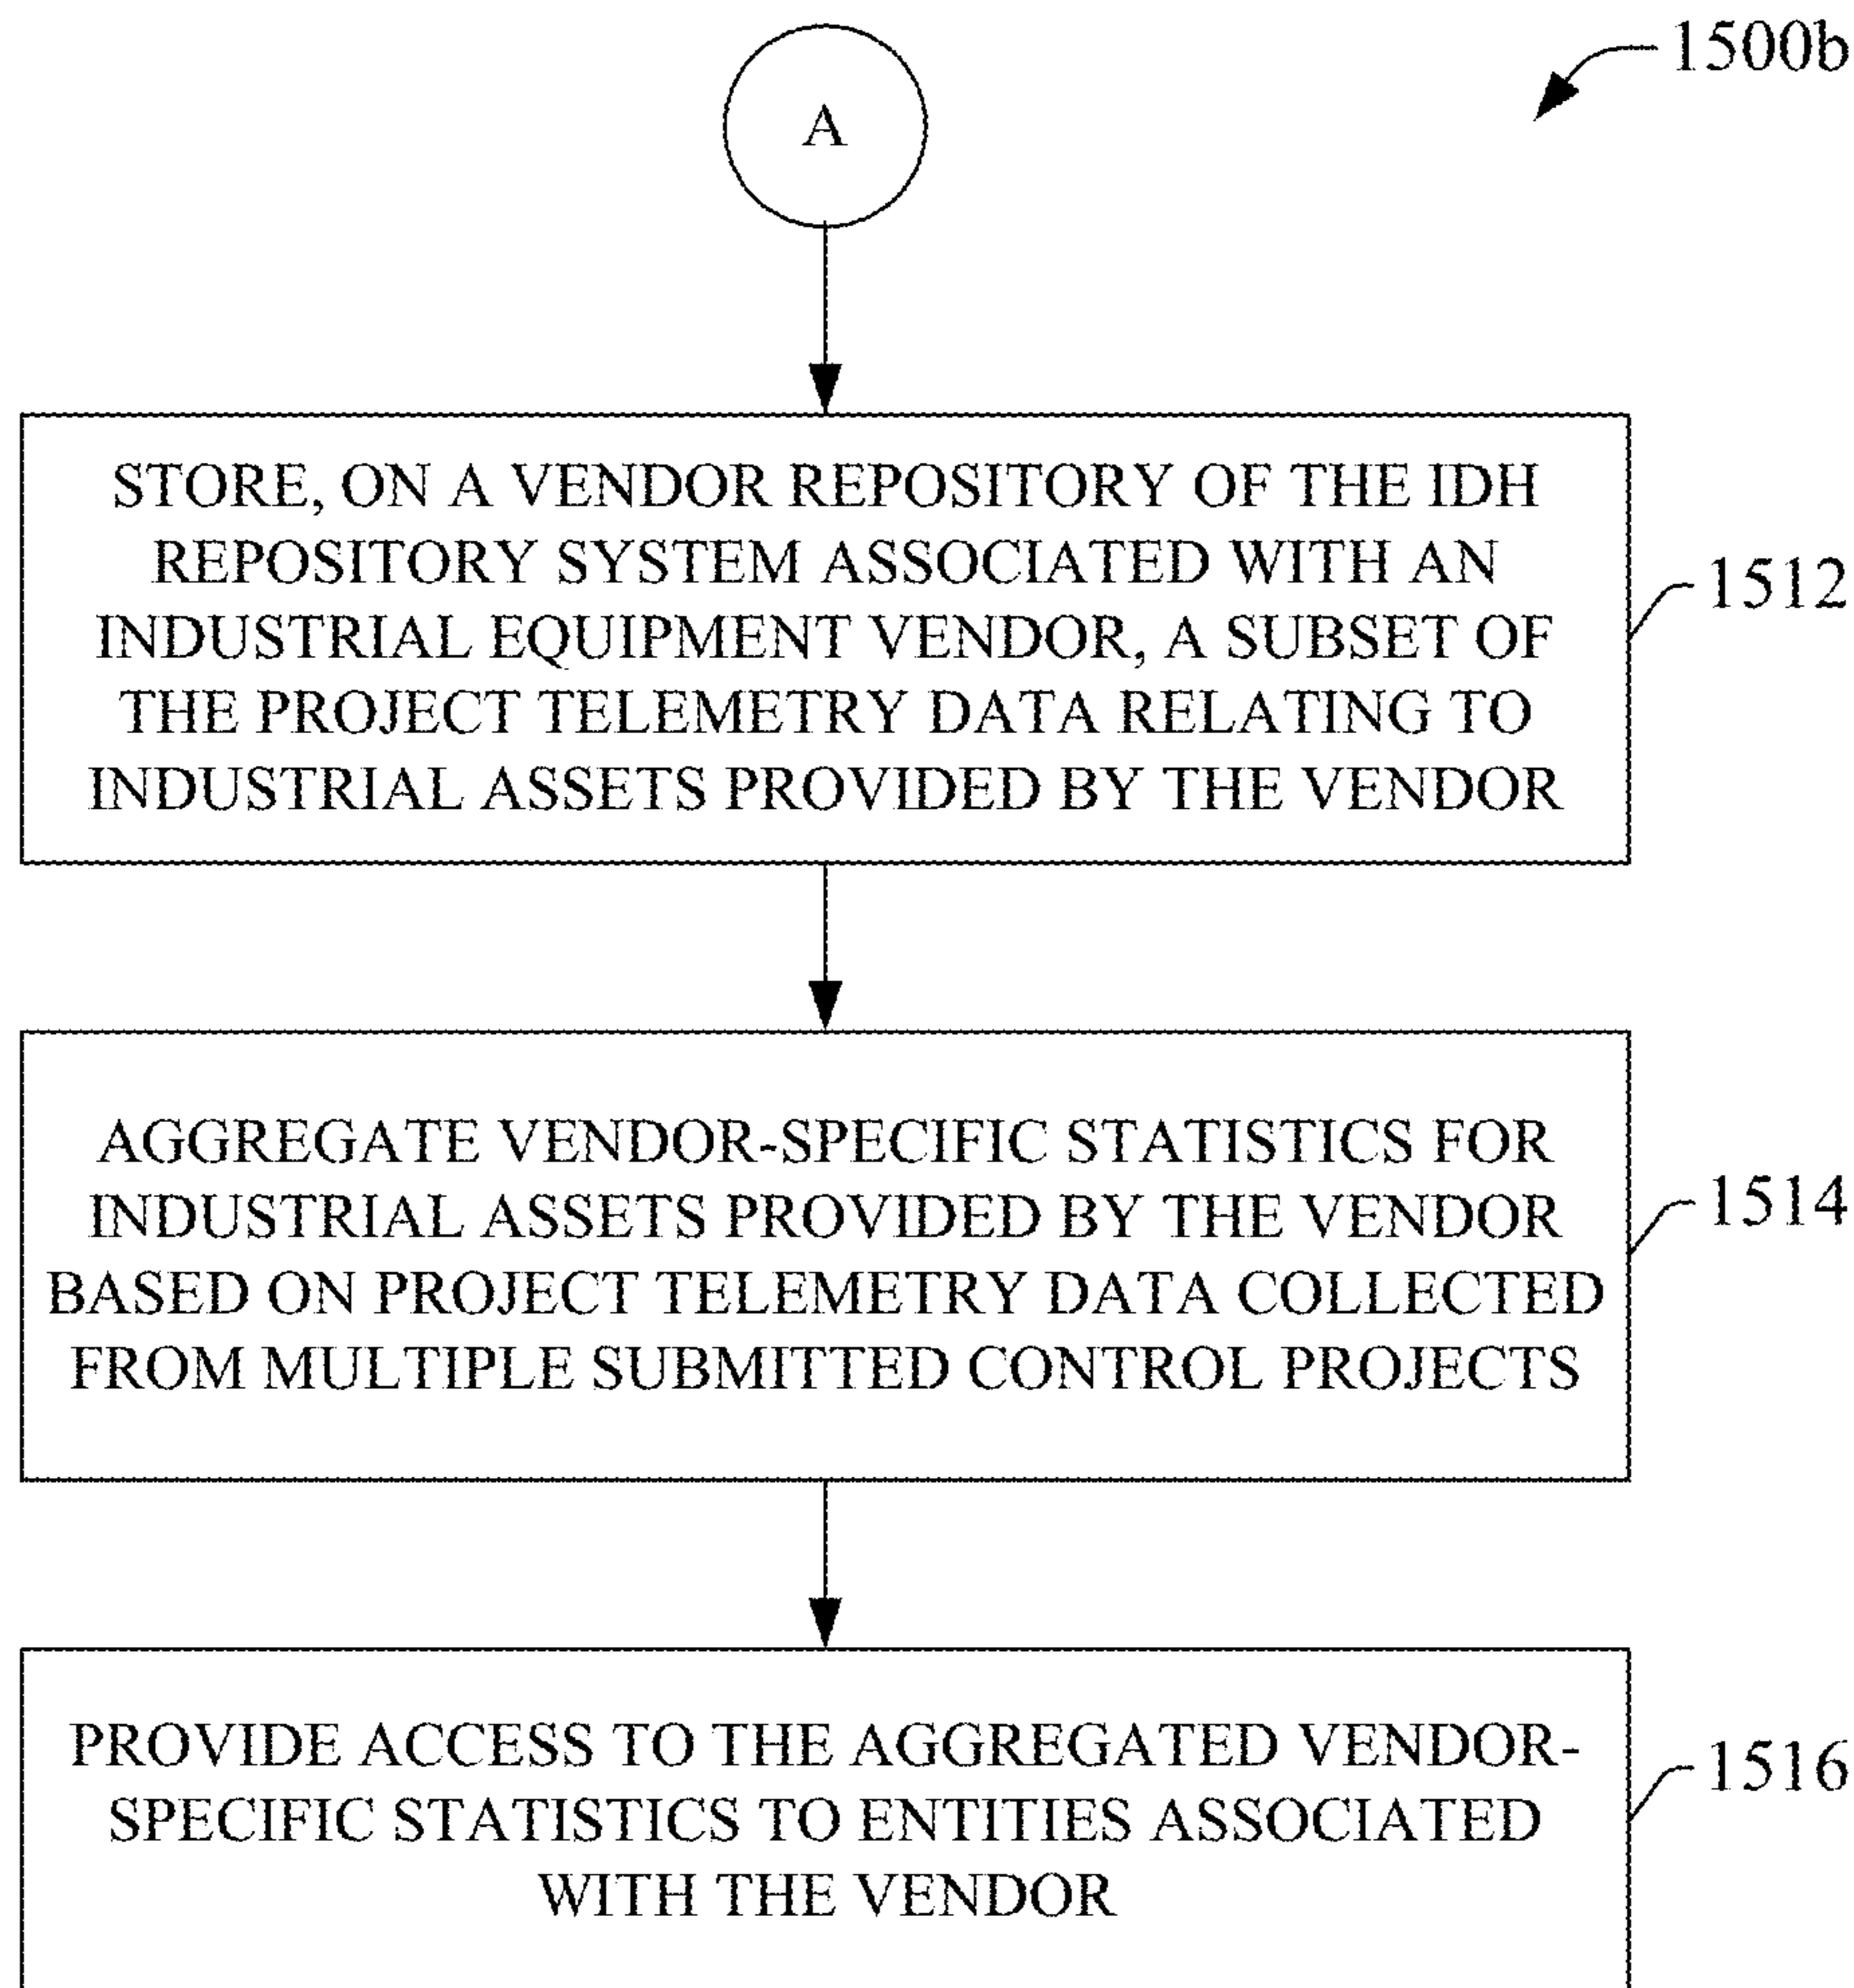 1500b
A
STORE, ON A VENDOR REPOSITORY OF THE IDH
REPOSITORY SYSTEM ASSOCIATED WITH AN
INDUSTRIAL EQUIPMENT VENDOR, A SUBSET OF
THE PROJECT TELEMETRY DATA RELATING TO
INDUSTRIAL ASSETS PROVIDED BY THE VENDOR
1512
AGGREGATE VENDOR-SPECIFIC STATISTICS FOR
INDUSTRIAL ASSETS PROVIDED BY THE VENDOR
BASED ON PROJECT TELEMETRY DATA COLLECTED
FROM MULTIPLE SUBMITTED CONTROL PROJECTS
1514
PROVIDE ACCESS TO THE AGGREGATED VENDOR-
SPECIFIC STATISTICS TO ENTITIES ASSOCIATED
WITH THE VENDOR
1516